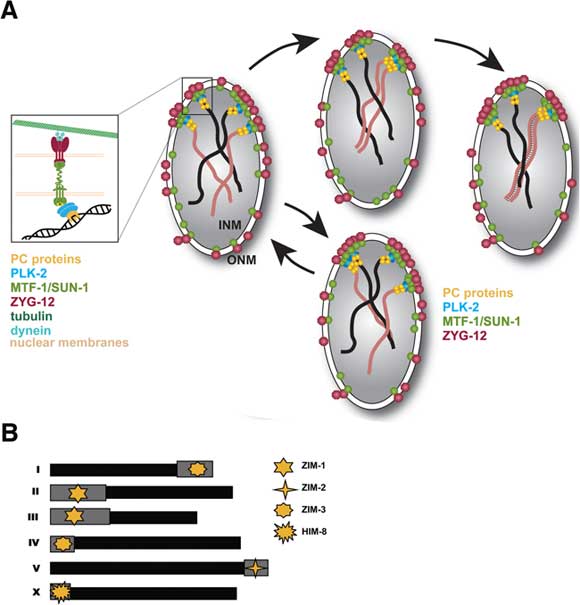 A
INM
ONM
PC proteins
PLK-2
MTF-1/SUN-1
ZYG-12
tubulin
dynein
nuclear membranes
PC proteins
PLK-2
MTF-1/SUN-1
ZYG-12
B
I
II
III
IV
V
X
ZIM-1
ZIM-2
ZIM-3
HIM-8